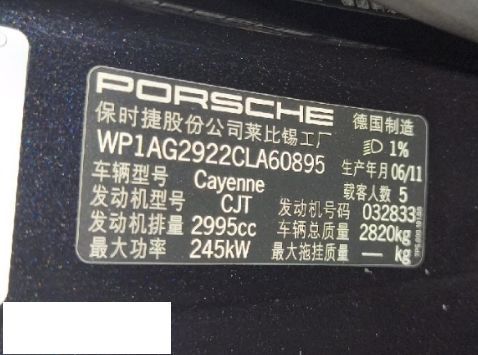 PORSCHE
保时捷股份公司莱比锡工厂 德国制造
WP1AG2922CLA60895 1%
生产年月 06/11
车辆型号 Cayenne 载客人数 5
发动机型号 CJT 发动机号码 032833
发动机排量 2995cc 车辆总质量 2820kg
最大功率 245kW 最大拖挂质量 — kg